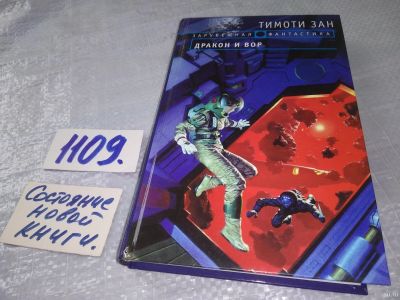 ТИМОТИ ЗАН
ЗАРУБЕЖНАЯ ФАНТАСТИКА
ДРАКОН И ВОР
1109.
Состояние
новой
книги.